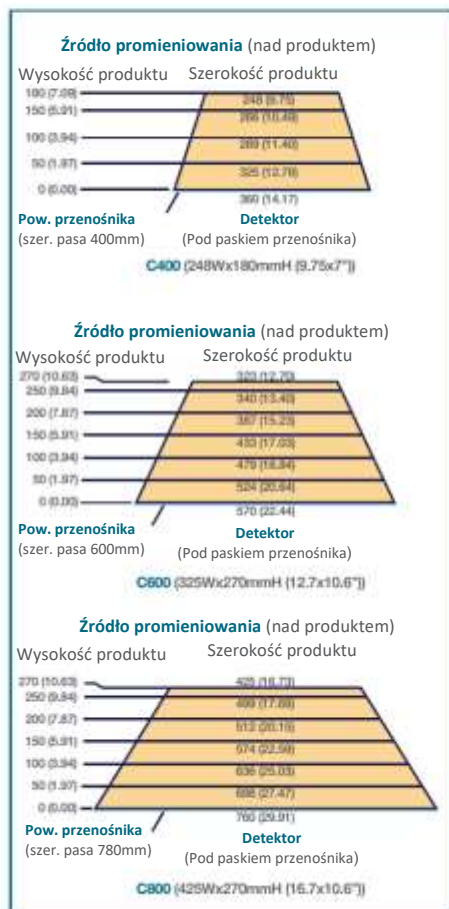 Źródło promieniowania (nad produktem)
Wysokość produktu Szerokość produktu
180 (7.09)
248 (9.75)
150 (5.91)
266 (10.49)
100 (3.94)
289 (11.40)
50 (1.97)
325 (12.79)
0 (0.00)
360 (14.17)
Pow. przenośnika Detektor
(szer. pasa 400mm) (Pod paskiem przenośnika)
C400 (248Wx180mmH (9.75x7"))
Źródło promieniowania (nad produktem)
Wysokość produktu Szerokość produktu
270 (10.63)
323 (12.70)
250 (9.84)
340 (13.40)
200 (7.87)
387 (15.23)
150 (5.91)
433 (17.03)
100 (3.94)
479 (18.84)
50 (1.97)
524 (20.64)
0 (0.00)
570 (22.44)
Pow. przenośnika Detektor
(szer. pasa 600mm) (Pod paskiem przenośnika)
C600 (325Wx270mmH (12.7x10.6"))
Źródło promieniowania (nad produktem)
Wysokość produktu Szerokość produktu
270 (10.63)
425 (16.73)
250 (9.84)
200 (7.87)
512 (20.15)
150 (5.91)
574 (22.59)
100 (3.94)
636 (25.03)
50 (1.97)
698 (27.47)
0 (0.00)
760 (29.91)
Pow. przenośnika Detektor
(szer. pasa 780mm) (Pod paskiem przenośnika)
C800 (425Wx270mmH (16.7x10.6"))